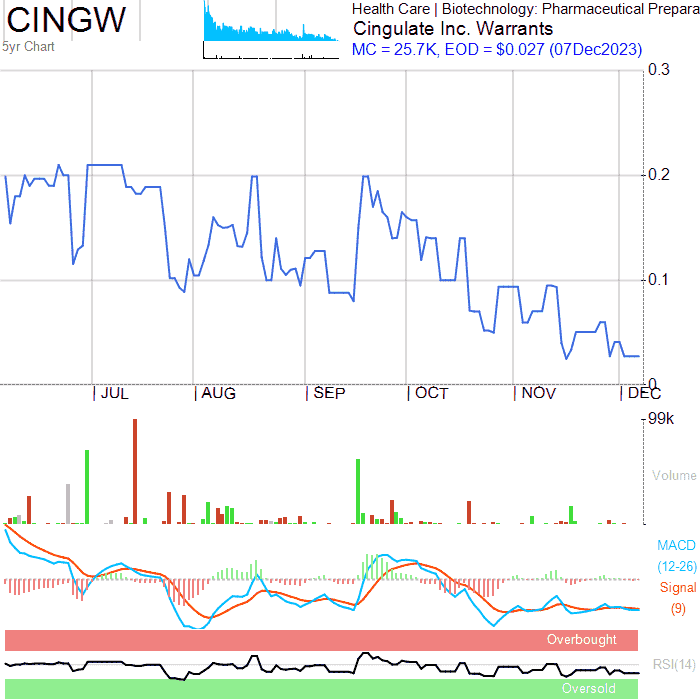 CINGW
5yr Chart
Health Care | Biotechnology: Pharmaceutical Prepara
Cingulate Inc. Warrants
MC = 25.7K, EOD = $0.027 (07Dec2023)
0.3
0.2
0.1
0
JUL
AUG
SEP
OCT
NOV
DEC
99k
Volume
MACD
(12-26)
Signal
(9)
Overbought
RSI(14)
Oversold